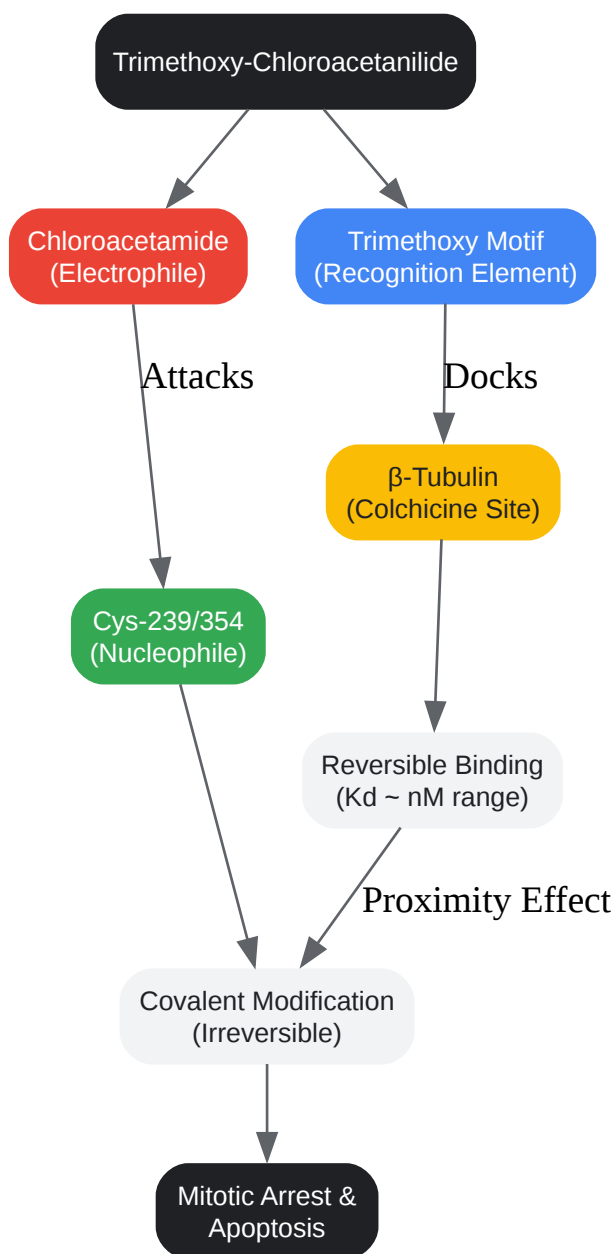 Trimethoxy-Chloroacetanilide
Chloroacetamide
(Electrophile)
Trimethoxy Motif
(Recognition Element)
Attacks
Docks
β-Tubulin
(Colchicine Site)
Cys-239/354
(Nucleophile)
Reversible Binding
(Kd ~ nM range)
Proximity Effect
Covalent Modification
(Irreversible)
Mitotic Arrest &
Apoptosis